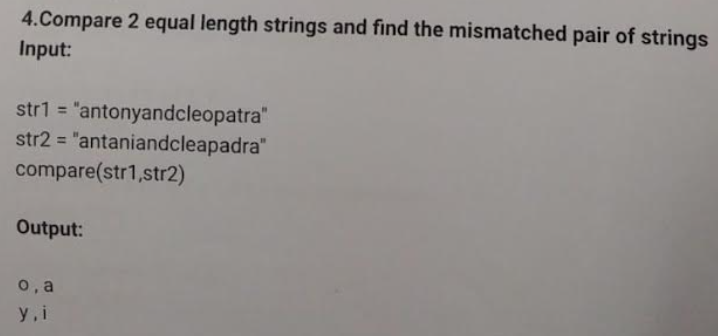 4.Compare 2 equal length strings and find the mismatched pair of strings
Input:
str1 = "antonyandcleopatra"
str2 = "antaniandcleapadra"
compare(str1,str2)
Output:
o , a
y , i